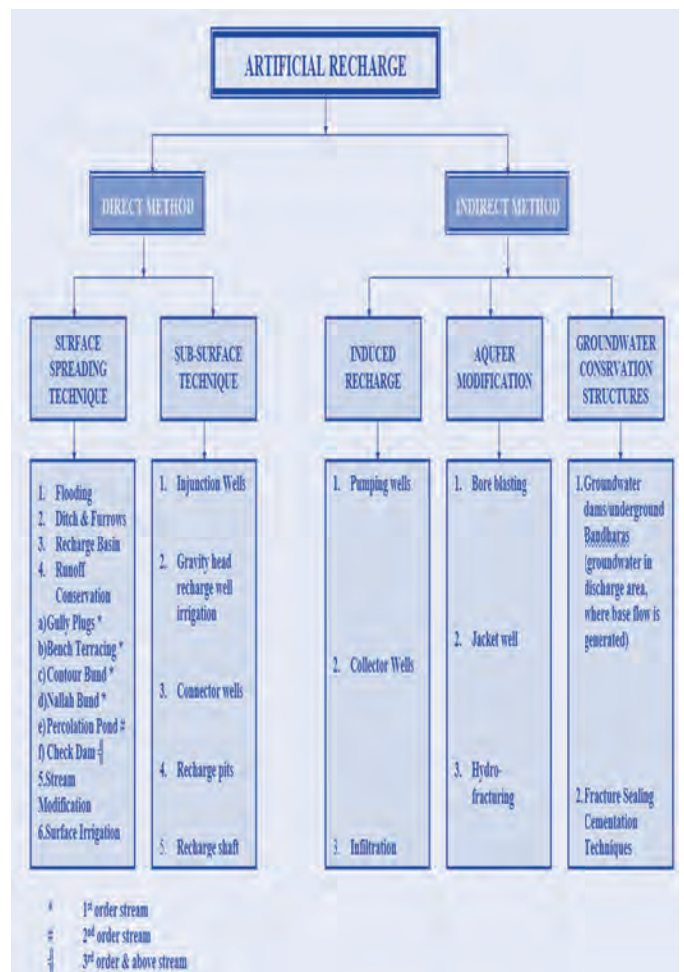 ARTIFICIAL RECHARGE
DIRECT METHOD
INDIRECT METHOD
SURFACE
SPREADING
TECHNIQUE
SUB-SURFACE
TECHNIQUE
INDUCED
RECHARGE
AQUFER
MODIFICATION
GROUNDWATER
CONSRVATION
STRUCTURES
1. Flooding
2. Ditch & Furrows
3. Recharge Basin
4. Runoff
Conservation
a)Gully Plugs *
b)Bench Terracing *
c)Contour Bund *
d)Nallah Bund *
e)Percolation Pond #
f) Check Dam
5.Stream
Modification
6.Surface Irrigation
1. Injunction Wells
2. Gravity head
recharge well
irrigation
3. Connector wells
4. Recharge pits
5. Recharge shaft
1. Pumping wells
2. Collector Wells
3. Infiltration
1. Bore blasting
2. Jacket well
3. Hydro-
fracturing
1.Groundwater
dams/underground
Bandharas
(groundwater in
discharge area,
where base flow is
generated)
2.Fracture Sealing
Cementation
Techniques
* 1st order stream
# 2nd order stream
3rd order & above stream